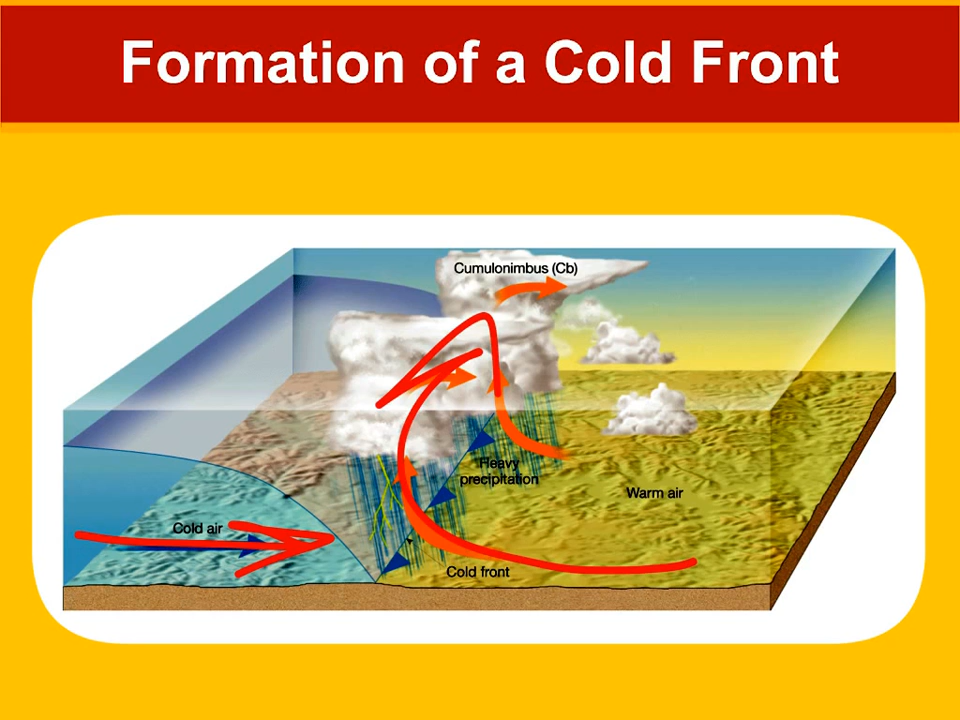 Formation of a Cold Front
Cumulonimbus (Cb)
Heavy
precipitation
Warm air
Cold air
Cold front